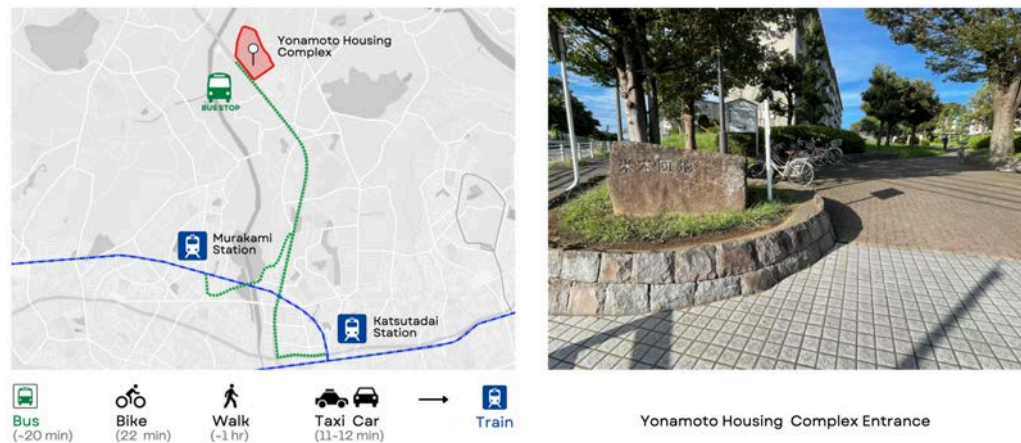 Yonamoto Housing
Complex
BUS STOP
Murakami
Station
Katsutadai
Station
Bus
(~20 min)
Bike
(22 min)
Walk
(~1 hr)
Taxi Car
(11-12 min)
Train
米本団地
Yonamoto Housing Complex Entrance